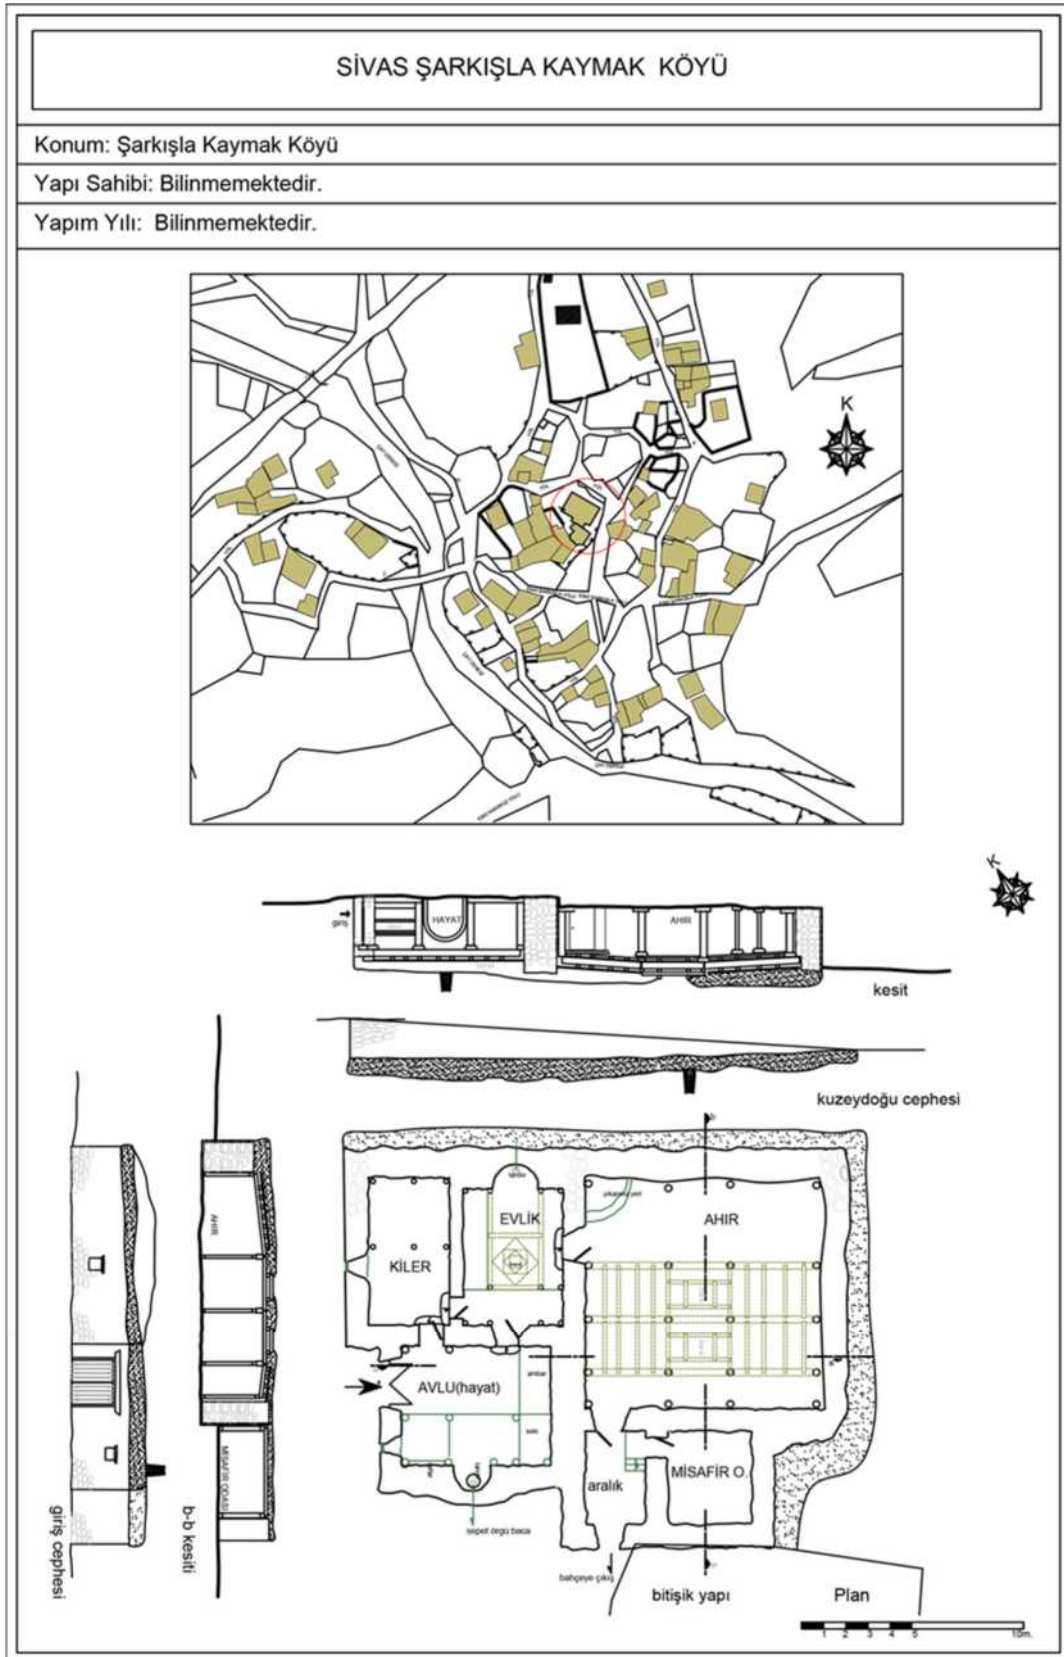 SİVAS ŞARKIŞLA KAYMAK KÖYÜ
Konum: Şarkışla Kaymak Köyü
Yapı Sahibi: Bilinmemektedir.
Yapım Yılı: Bilinmemektedir.
K
K
giriş
HAYAT
AHIR
kesit
kuzeydoğu cephesi
AHIR
MİSAFİR ODASI
giriş cephesi
b-b kesiti
EVLİK
KİLER
AHIR
AVLU(hayat)
ambar
seki
aralık
MİSAFİR O.
sepet örgü baca
bahçeye çıkış
bitişik yapı
Plan
1 2 3 4 5 10m.